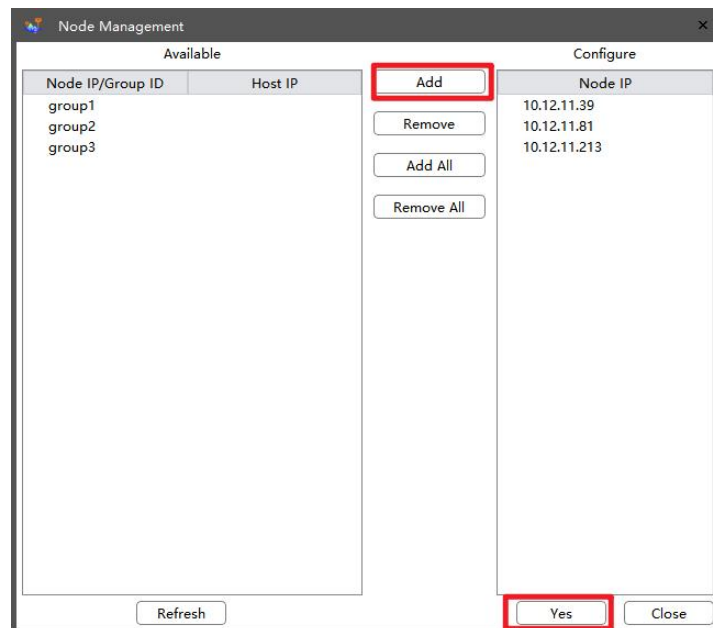 Node Management ×
Available
Configure
Node IP/Group ID Host IP
group1
group2
group3
Add
Remove
Add All
Remove All
Node IP
10.12.11.39
10.12.11.81
10.12.11.213
Refresh
Yes
Close